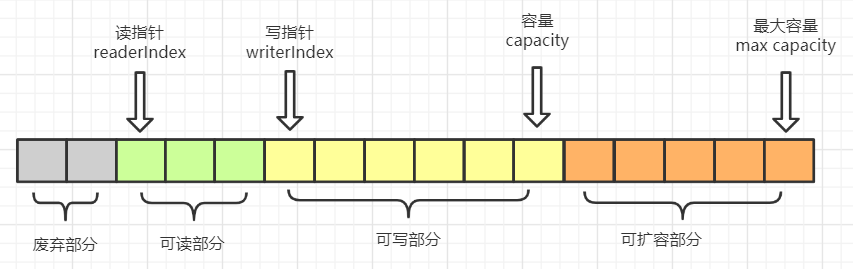 读指针
readerIndex
写指针
writerIndex
容量
capacity
最大容量
max capacity
废弃部分
可读部分
可写部分
可扩容部分